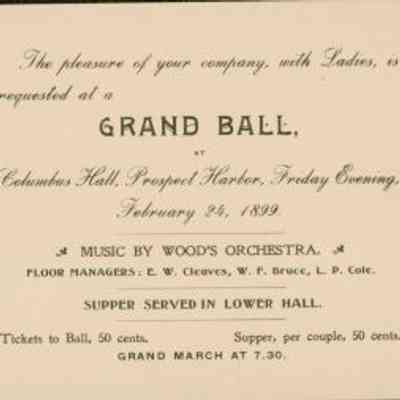 The pleasure of your company, with Ladies, is
requested at a
GRAND BALL,
AT
Columbus Hall, Prospect Harbor, Friday Evening,
February 24, 1899.
MUSIC BY WOOD'S ORCHESTRA.
FLOOR MANAGERS: E. W. Cleaves, W. F. Bruce, L. P. Cole.
SUPPER SERVED IN LOWER HALL.
Tickets to Ball, 50 cents. Supper, per couple, 50 cents.
GRAND MARCH AT 7.30.